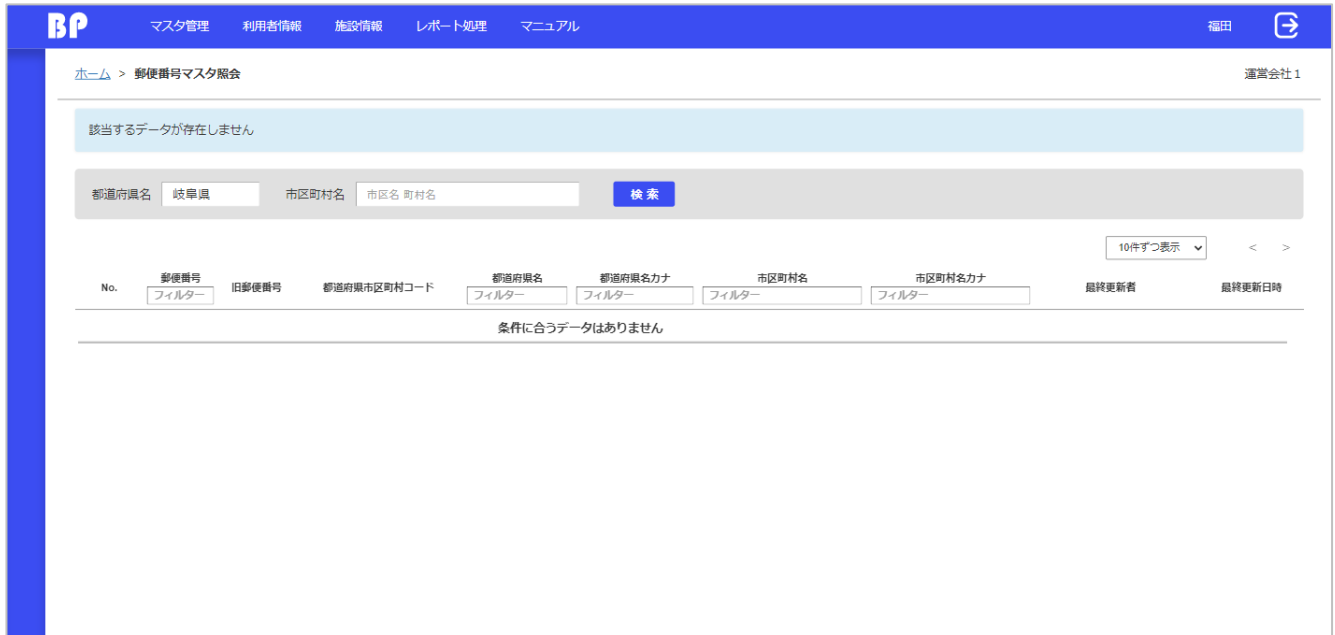 BP マスタ管理 利用者情報 施設情報 レポート処理 マニュアル 福田
ホーム > 郵便番号マスタ照会 運営会社1
該当するデータが存在しません
都道府県名 岐阜県 市区町村名 市区名 町村名 検索
10件ずつ表示 < >
No. 郵便番号 旧郵便番号 都道府県市区町村コード 都道府県名 都道府県名カナ 市区町村名 市区町村名カナ 最終更新者 最終更新日時
フィルター フィルター フィルター フィルター フィルター
条件に合うデータはありません